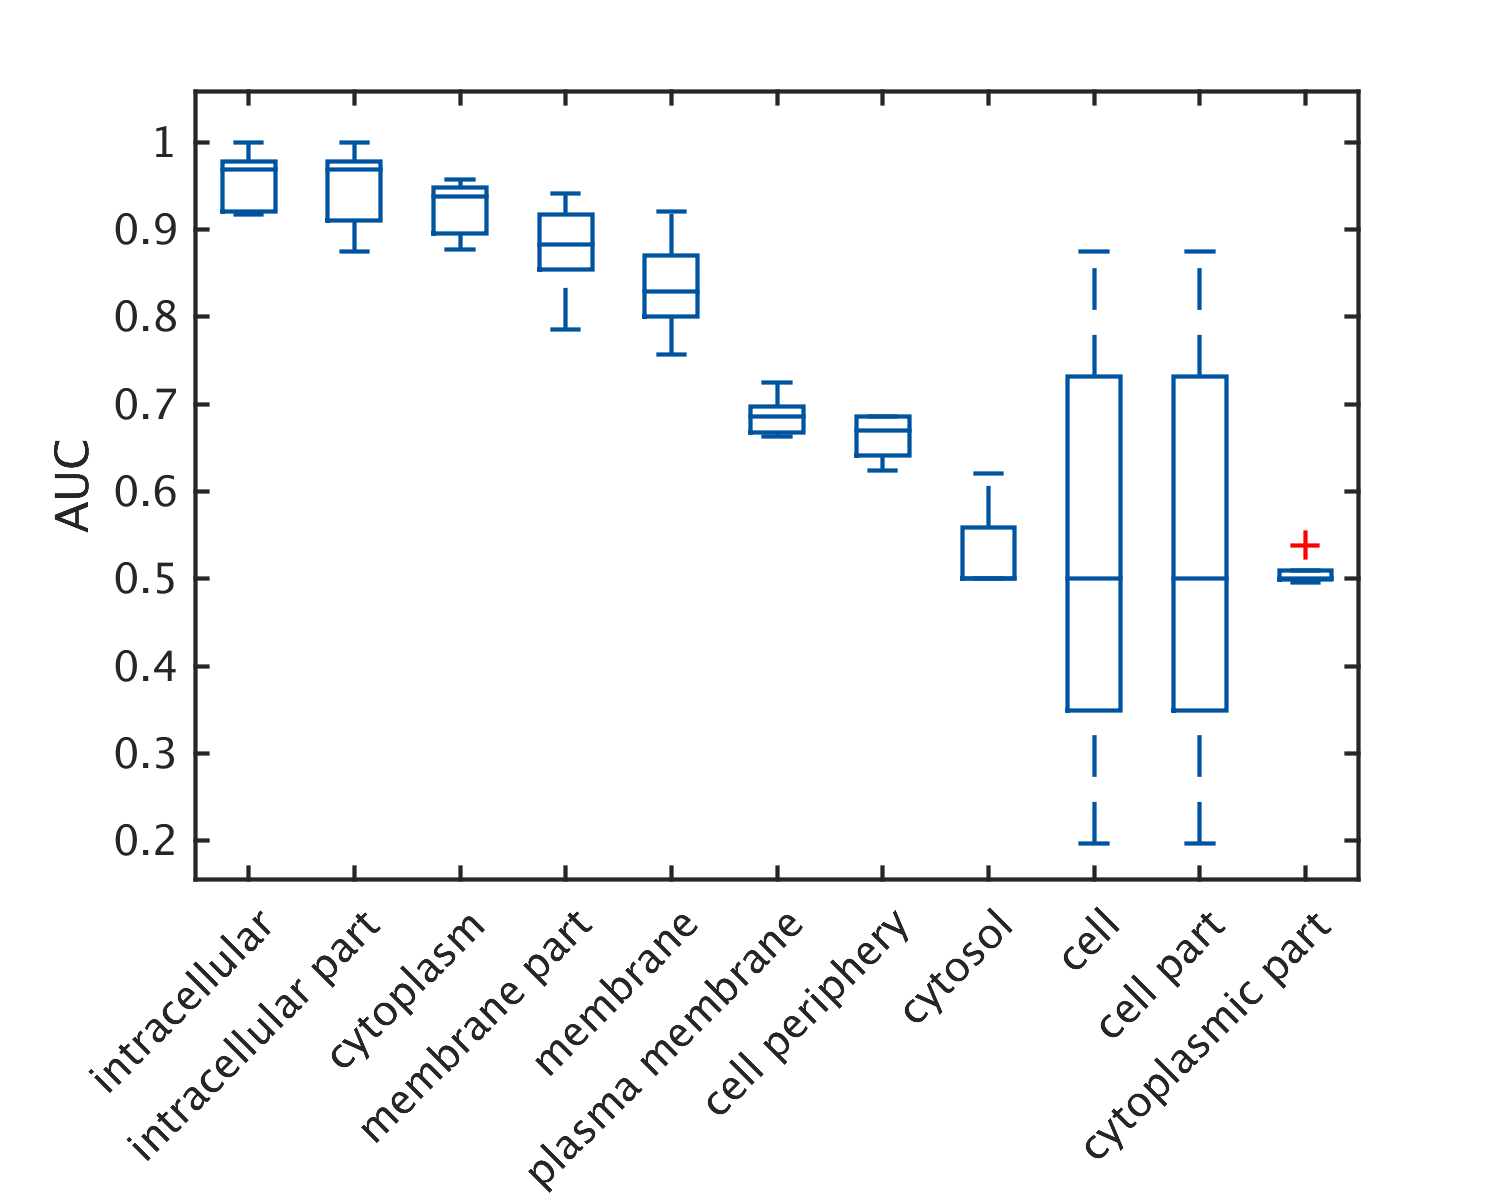 1
0.9
0.8
0.7
0.6
0.5
0.4
0.3
0.2
AUC
intracellular
intracellular part
cytoplasm
membrane part
membrane
plasma membrane
cell periphery
cytosol
cell
cell part
cytoplasmic part